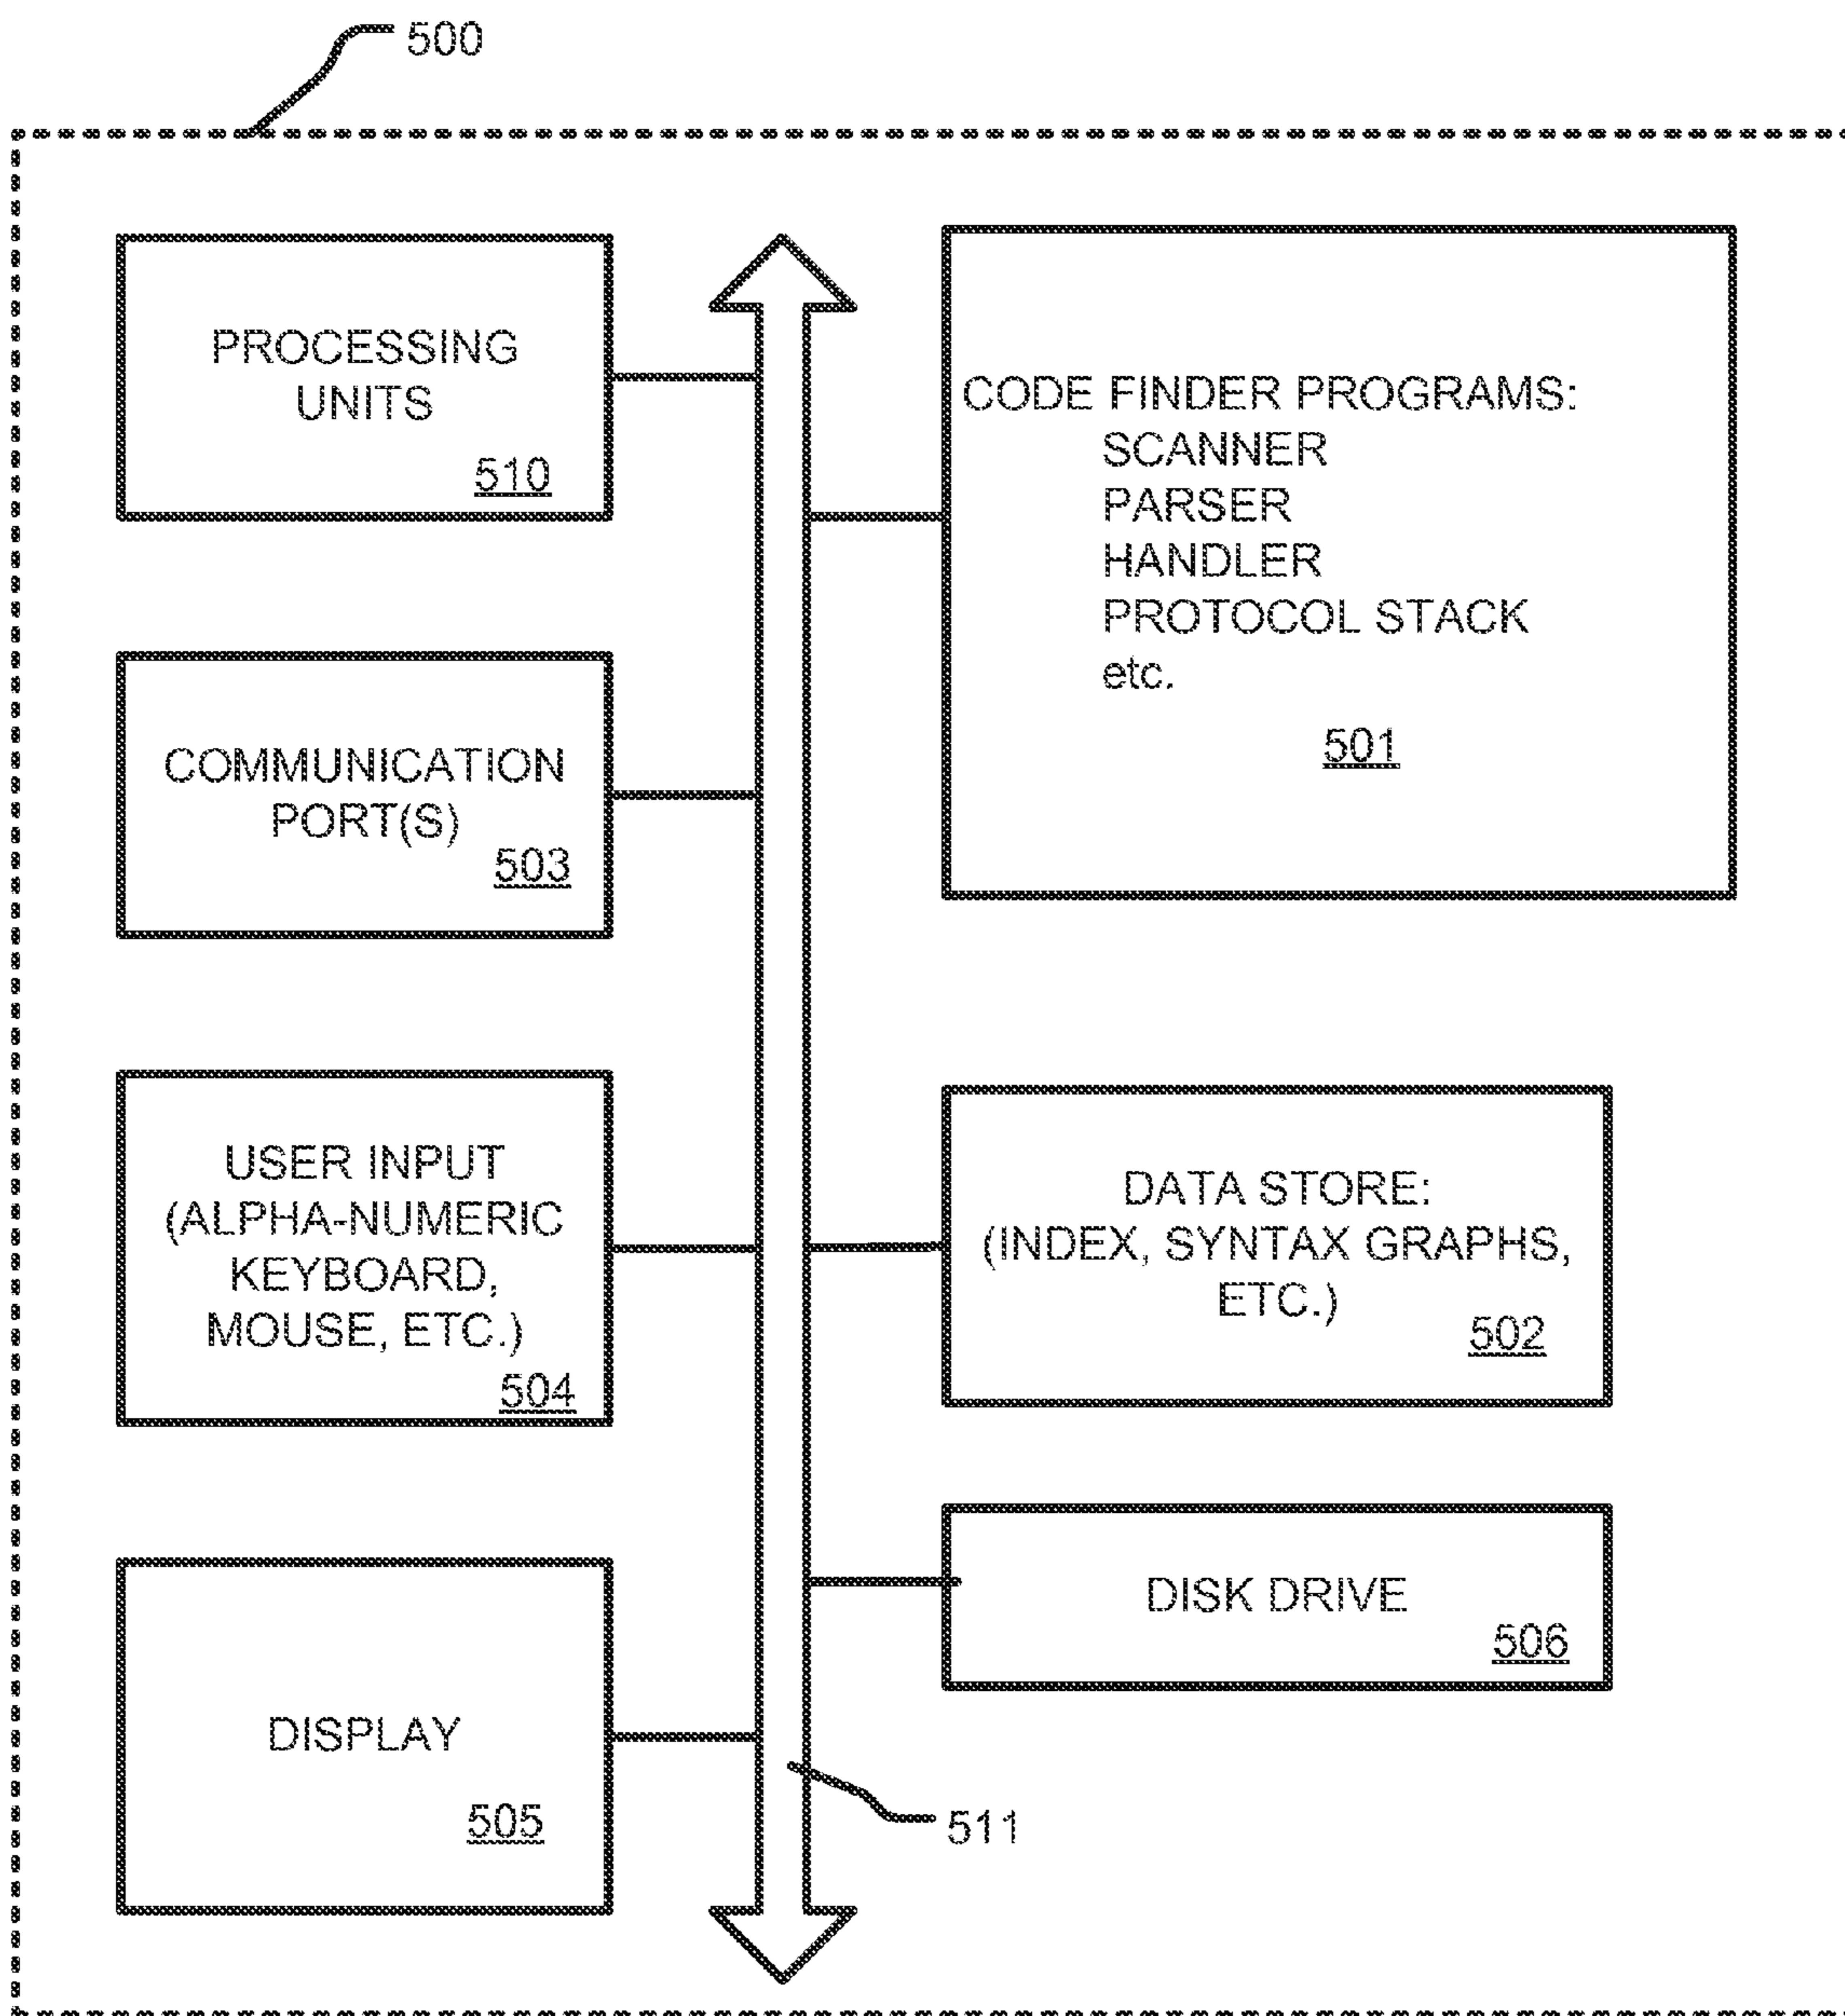 500
PROCESSING
UNITS
510
COMMUNICATION
PORT(S)
503
USER INPUT
(ALPHA-NUMERIC
KEYBOARD,
MOUSE, ETC.)
504
DISPLAY
505
CODE FINDER PROGRAMS:
SCANNER
PARSER
HANDLER
PROTOCOL STACK
etc.
501
DATA STORE:
(INDEX, SYNTAX GRAPHS,
ETC.)
502
DISK DRIVE
506
511